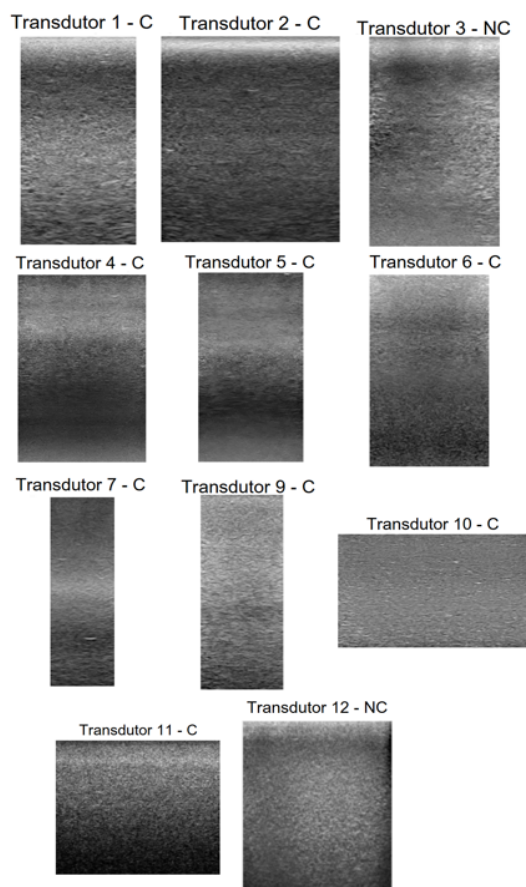 Transdutor 1 - C
Transdutor 2 - C
Transdutor 3 - NC
Transdutor 4 - C
Transdutor 5 - C
Transdutor 6 - C
Transdutor 7 - C
Transdutor 9 - C
Transdutor 10 - C
Transdutor 11 - C
Transdutor 12 - NC